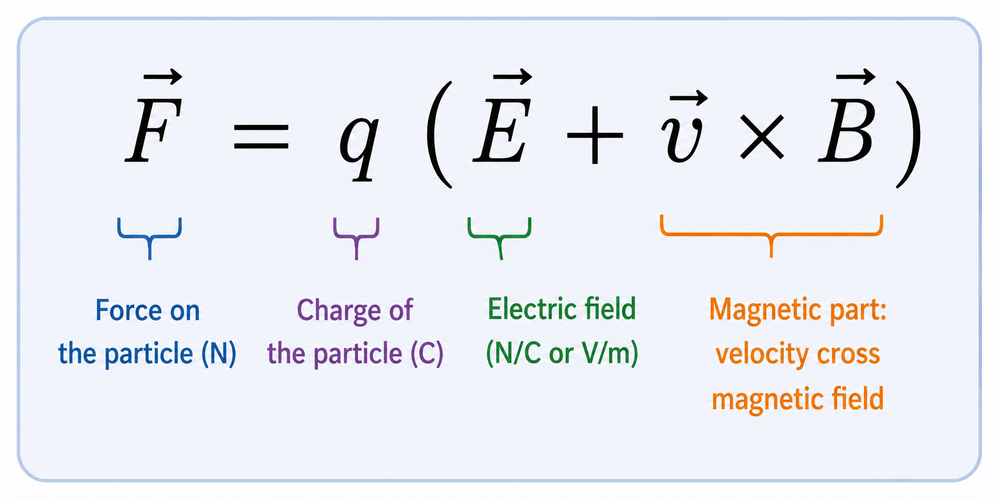 F⃗ = q (E⃗ + v⃗ × B⃗)
Force on
the particle (N)
Charge of
the particle (C)
Electric field
(N/C or V/m)
Magnetic part:
velocity cross
magnetic field